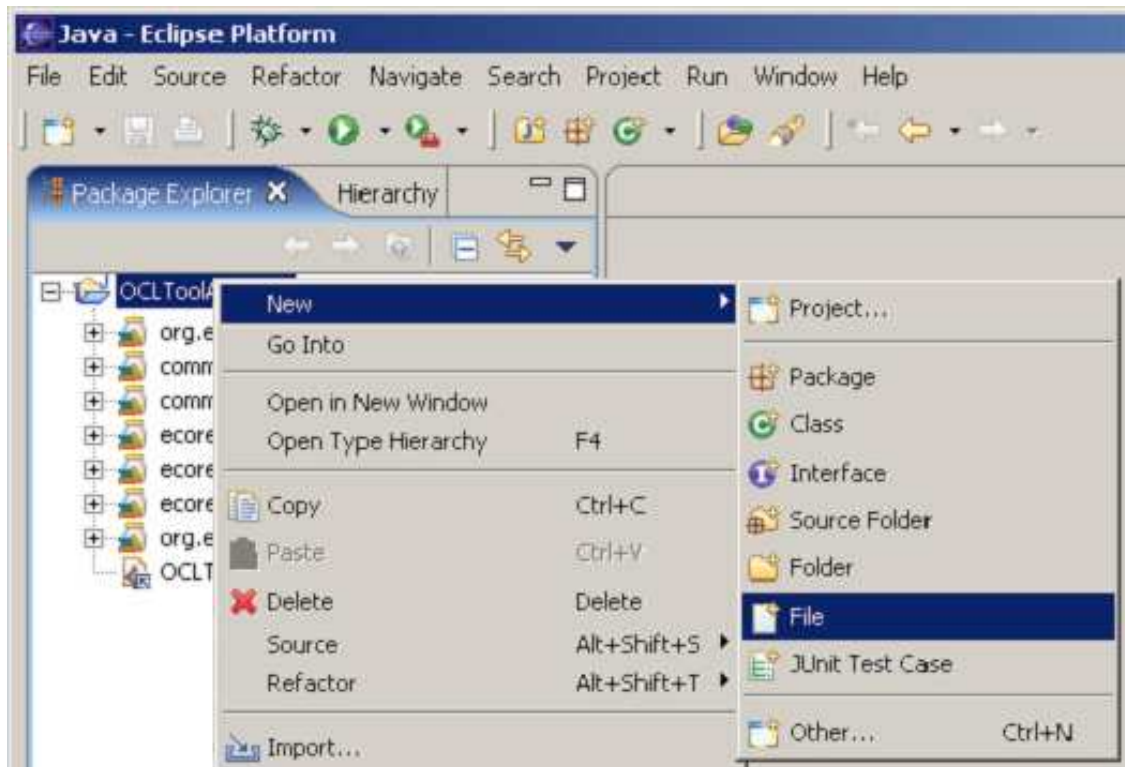 Java - Eclipse Platform
File Edit Source Refactor Navigate Search Project Run Window Help
Package Explorer Hierarchy
OCLToolA
New
Project...
org.e
Go Into
comm
Package
comm
Open in New Window
Class
ecore
Open Type Hierarchy F4
Interface
ecore
ecore
Copy Ctrl+C
Source Folder
org.e
Paste Ctrl+V
Folder
OCLT
Delete Delete
File
Source Alt+Shift+S
JUnit Test Case
Refactor Alt+Shift+T
Other... Ctrl+N
Import...